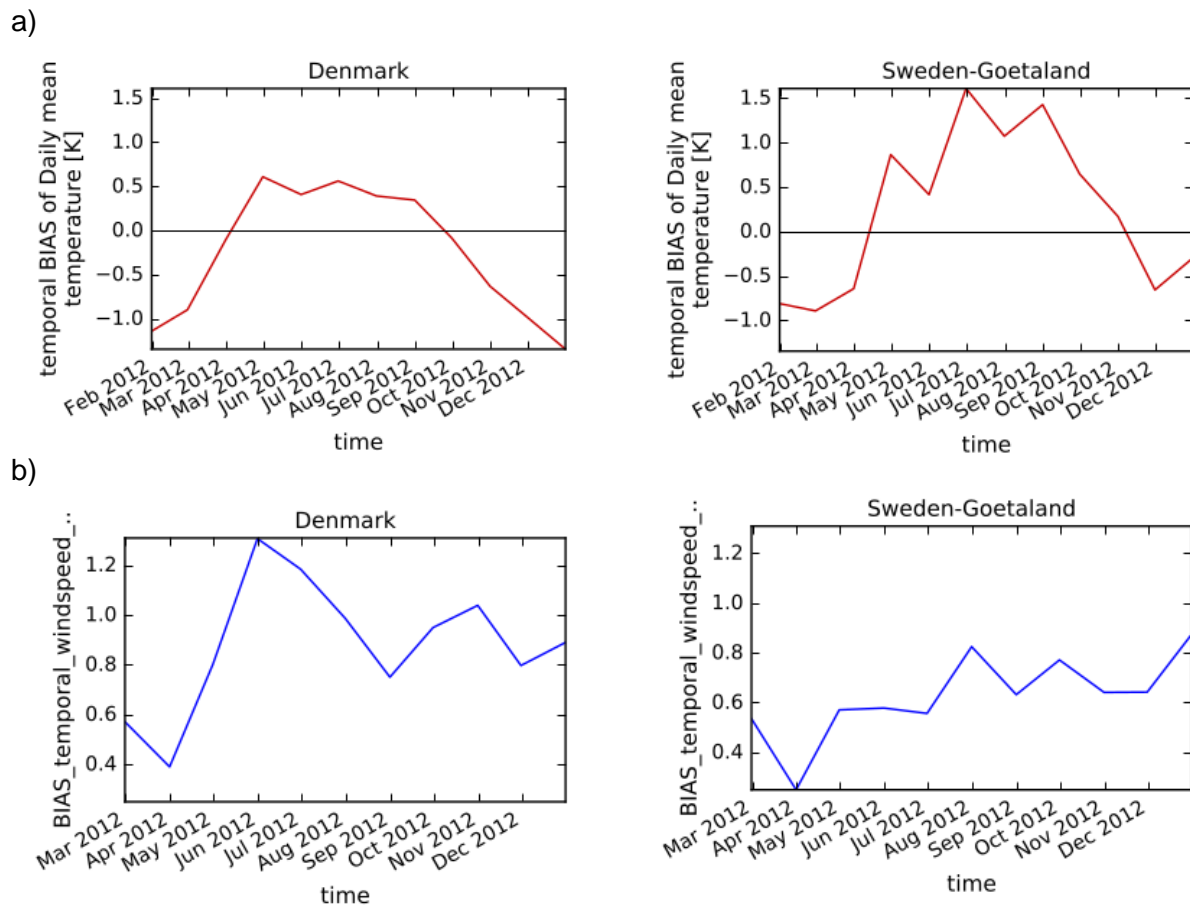 a)
Denmark
temporal BIAS of Daily mean
temperature [K]
1.5
1.0
0.5
0.0
−0.5
−1.0
Feb 2012
Mar 2012
Apr 2012
May 2012
Jun 2012
Jul 2012
Aug 2012
Sep 2012
Oct 2012
Nov 2012
Dec 2012
time
Sweden-Goetaland
temporal BIAS of Daily mean
temperature [K]
1.5
1.0
0.5
0.0
−0.5
−1.0
Feb 2012
Mar 2012
Apr 2012
May 2012
Jun 2012
Jul 2012
Aug 2012
Sep 2012
Oct 2012
Nov 2012
Dec 2012
time
b)
Denmark
BIAS_temporal_windspeed_..
1.2
1.0
0.8
0.6
0.4
Mar 2012
Apr 2012
May 2012
Jun 2012
Jul 2012
Aug 2012
Sep 2012
Oct 2012
Nov 2012
Dec 2012
time
Sweden-Goetaland
BIAS_temporal_windspeed_..
1.2
1.0
0.8
0.6
0.4
Mar 2012
Apr 2012
May 2012
Jun 2012
Jul 2012
Aug 2012
Sep 2012
Oct 2012
Nov 2012
Dec 2012
time